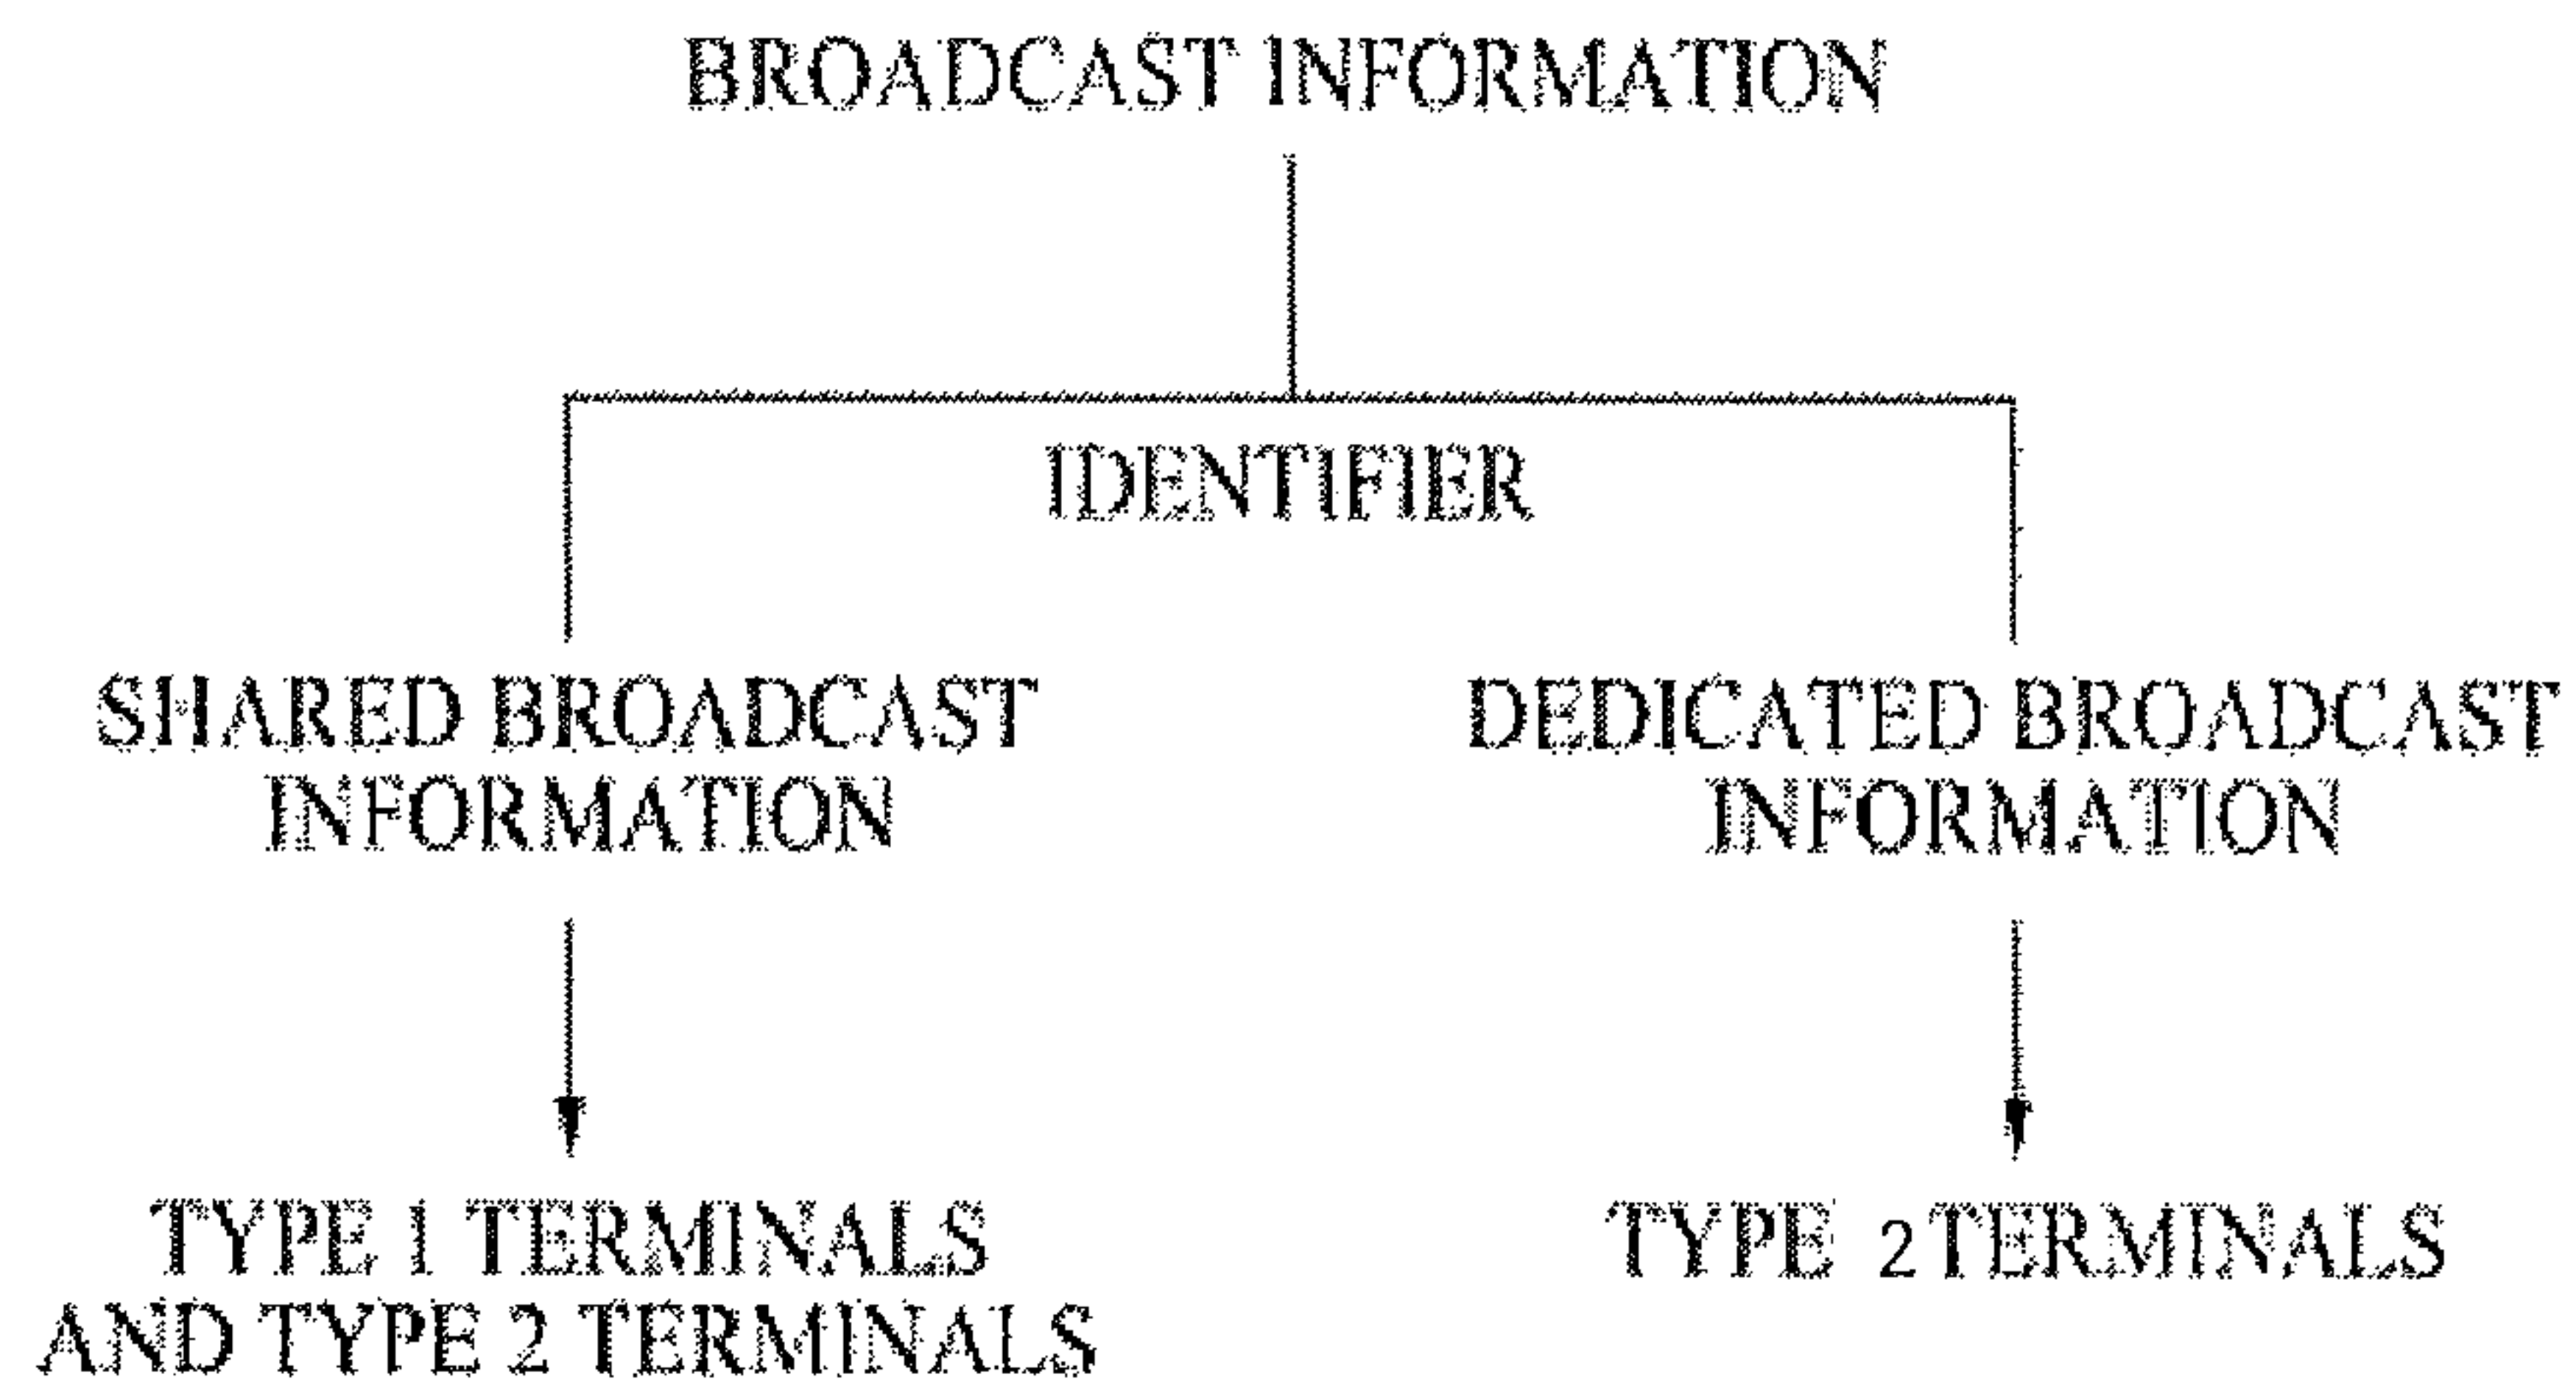 BROADCAST INFORMATION
IDENTIFIER
SHARED BROADCAST
INFORMATION
DEDICATED BROADCAST
INFORMATION
TYPE 1 TERMINALS
AND TYPE 2 TERMINALS
TYPE 2 TERMINALS